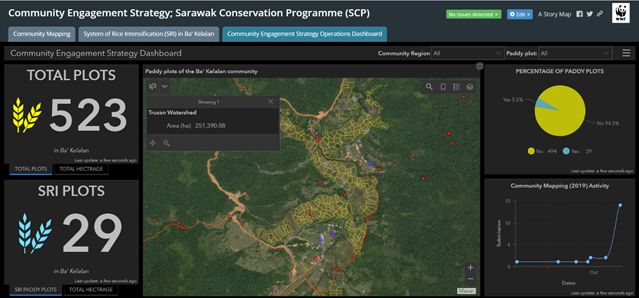 Community Engagement Strategy; Sarawak Conservation Programme (SCP)
No issues detected
Edit
A Story Map
WWF
Community Mapping
System of Rice Intensification (SRI) in Ba' Kelalan
Community Engagement Strategy Operations Dashboard
Community Engagement Strategy Dashboard
Community Region All
Paddy plot: All
TOTAL PLOTS
523
in Ba' Kelalan
Last update: a few seconds ago
TOTAL PLOTS
TOTAL HECTRAGE
SRI PLOTS
29
in Ba' Kelalan
Last update: a few seconds ago
SRI PADDY PLOTS
TOTAL HECTRAGE
Paddy plots of the Ba' Kelalan community
Showing 1
Trusan Watershed
Area (ha) 251,390.08
Maxar
PERCENTAGE OF PADDY PLOTS
Yes 5.5%
No 94.5%
No 494
Yes 29
Last update: a few seconds ago
Community Mapping (2019) Activity
Submissions
15
10
5
0
Oct
Dates
Last update: a few seconds ago